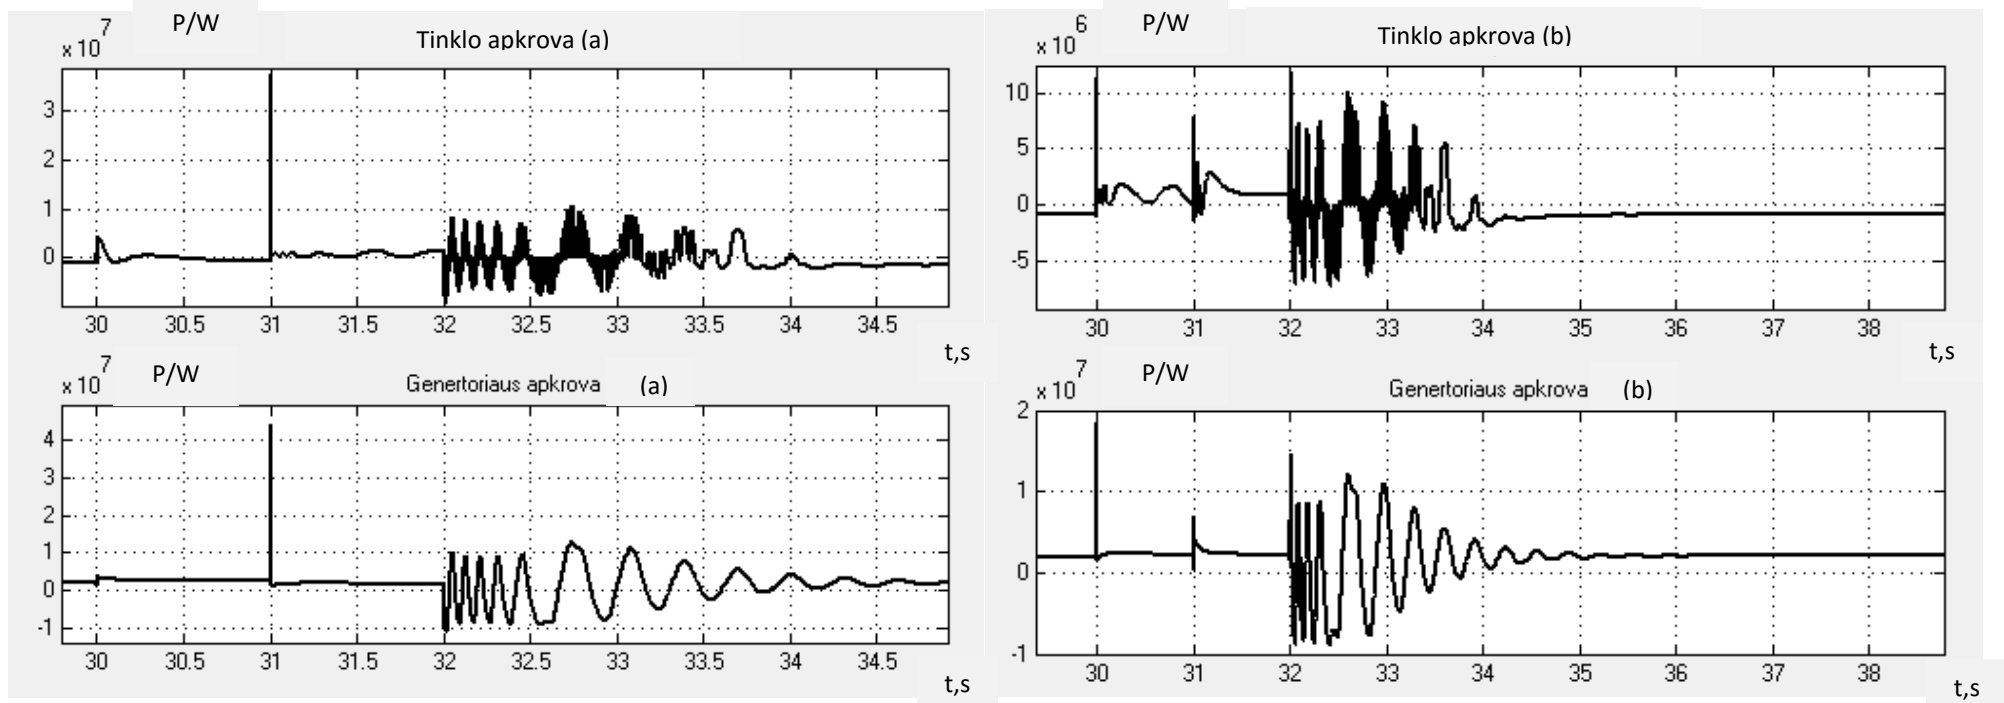 P/W
x 10 7
Tinklo apkrova (a)
3
2
1
0
30 30.5 31 31.5 32 32.5 33 33.5 34 34.5
t,s
P/W
x 10 6
Tinklo apkrova (b)
10
5
0
-5
30 31 32 33 34 35 36 37 38
t,s
P/W
x 10 7
Genertoriaus apkrova (a)
4
3
2
1
0
-1
30 30.5 31 31.5 32 32.5 33 33.5 34 34.5
t,s
P/W
x 10 7
Genertoriaus apkrova (b)
2
1
0
-1
30 31 32 33 34 35 36 37 38
t,s